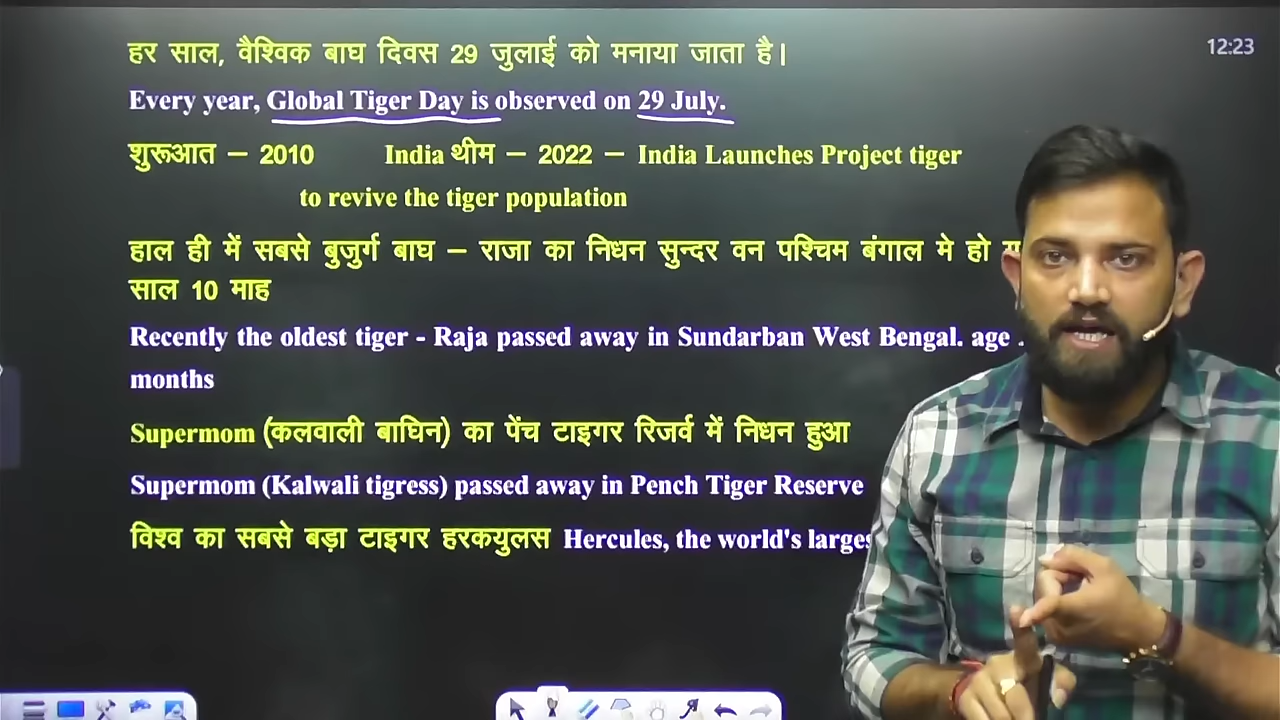 हर साल, वैश्विक बाघ दिवस 29 जुलाई को मनाया जाता है।
12:23
Every year, Global Tiger Day is observed on 29 July.
शुरूआत – 2010 India थीम – 2022 – India Launches Project tiger
to revive the tiger population
हाल ही में सबसे बुजुर्ग बाघ – राजा का निधन सुन्दर वन पश्चिम बंगाल मे हो
साल 10 माह
Recently the oldest tiger - Raja passed away in Sundarban West Bengal. age
months
Supermom (कलवाली बाघिन) का पेंच टाइगर रिजर्व में निधन हुआ
Supermom (Kalwali tigress) passed away in Pench Tiger Reserve
विश्व का सबसे बड़ा टाइगर हरकयुलस Hercules, the world's larges